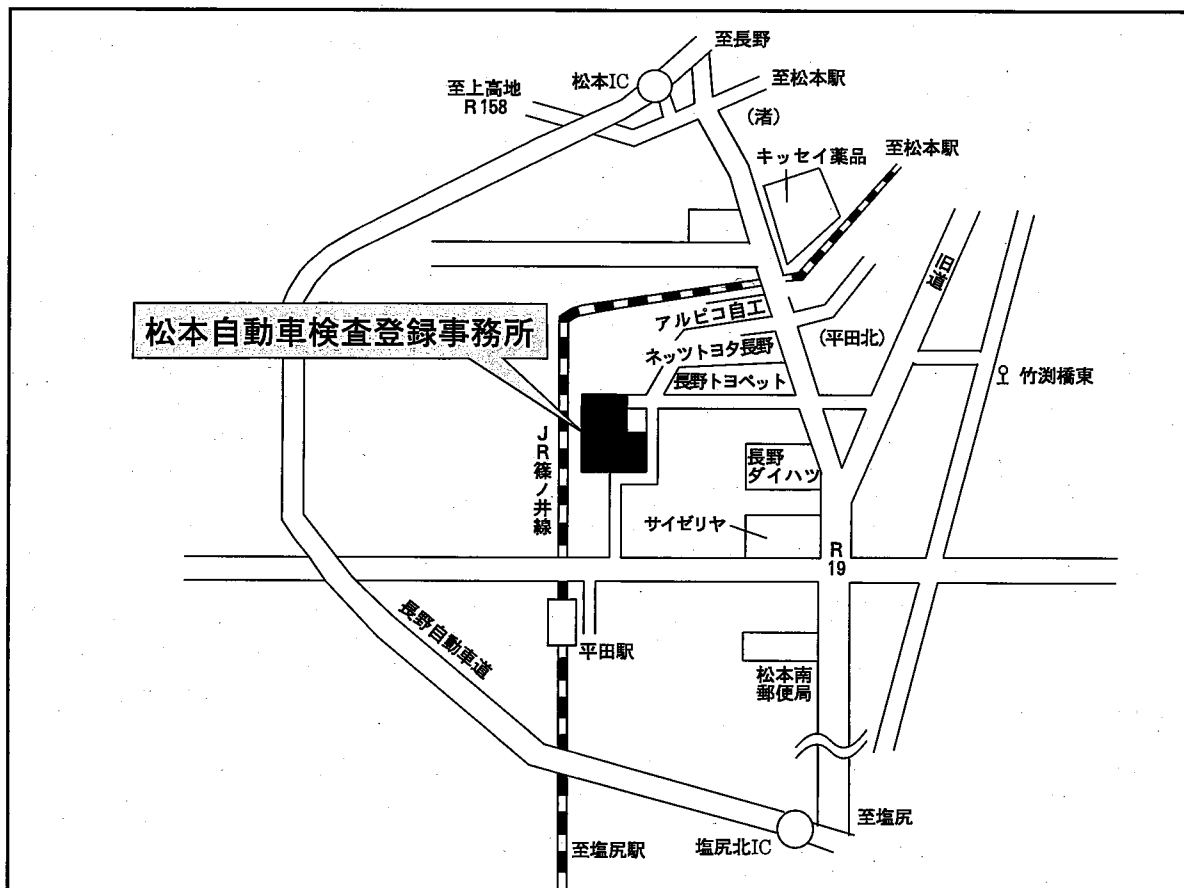 至長野
松本IC
至松本駅
至上高地
R158
(渚)
キッセイ薬品
至松本駅
旧道
松本自動車検査登録事務所
アルピコ自工
ネッツトヨタ長野
(平田北)
長野トヨペット
竹渕橋東
JR篠ノ井線
長野
ダイハツ
サイゼリヤ
R
19
長野自動車道
平田駅
松本南
郵便局
至塩尻
塩尻北IC
至塩尻駅